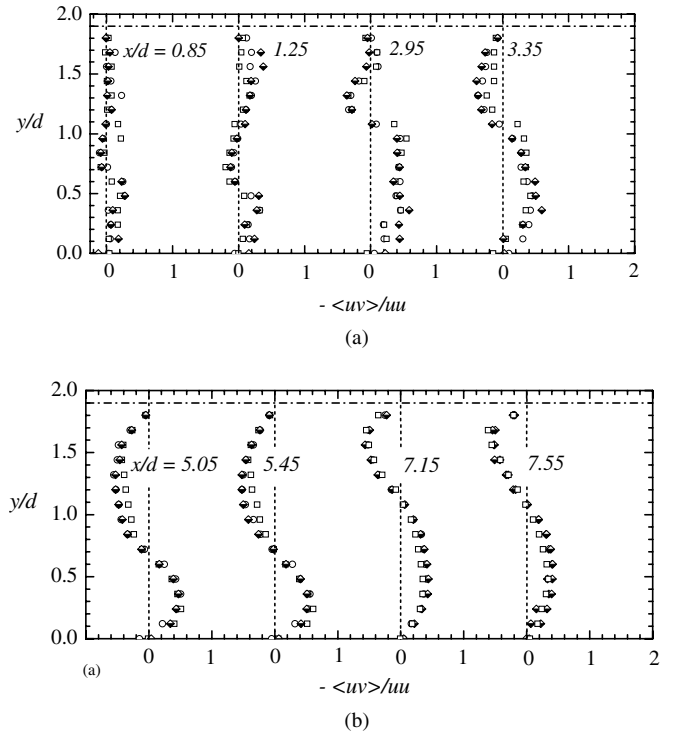 2.0
x/d = 0.85 1.25 2.95 3.35
1.5
y/d 1.0
0.5
0.0
0 1 0 1 0 1 0 1 2
- <uv>/uu
(a)
2.0
1.5
x/d = 5.05 5.45 7.15 7.55
y/d 1.0
0.5
0.0
0 1 0 1 0 1 0 1 2
(a)
- <uv>/uu
(b)